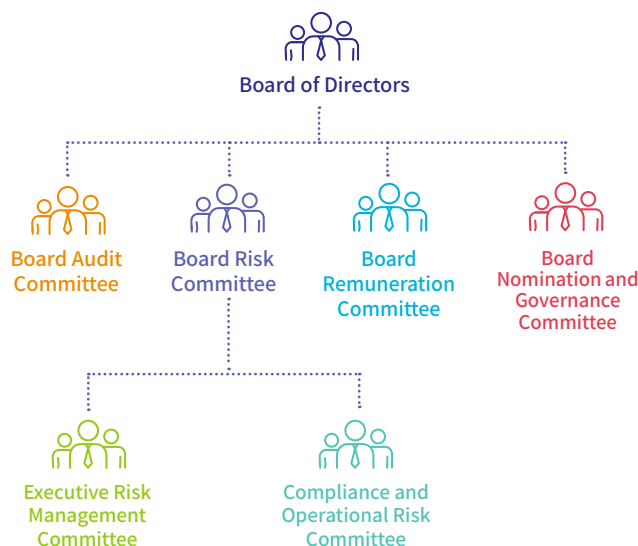 Board of Directors
Board Audit
Committee
Board Risk
Committee
Board
Remuneration
Committee
Board
Nomination and
Governance
Committee
Executive Risk
Management
Committee
Compliance and
Operational Risk
Committee